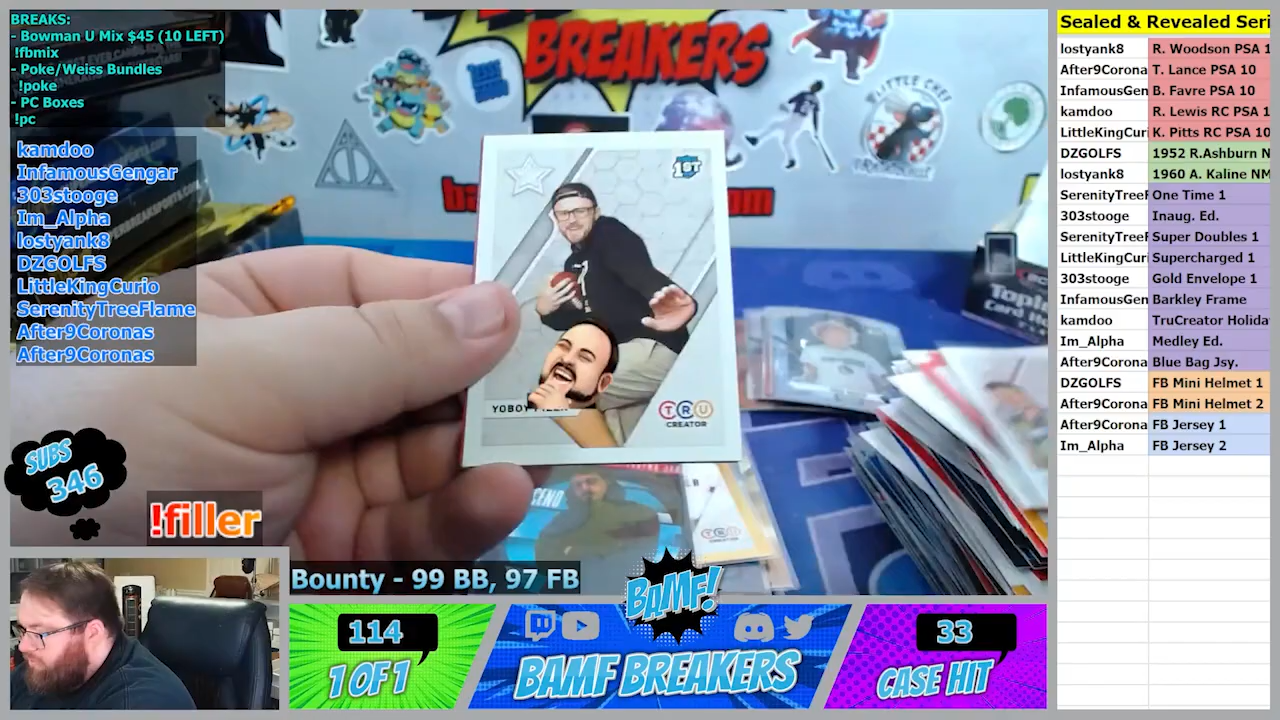 BREAKS:
- Bowman U Mix $45 (10 LEFT)
!fbmix
- Poke/Weiss Bundles
!poke
- PC Boxes
!pc
kamdoo
InfamousGengar
303stooge
Im_Alpha
lostyank8
DZGOLFS
LittleKingCurio
SerenityTreeFlame
After9Coronas
After9Coronas
SUBS
346
!filler
BREAKERS
LITTLE CHEF
1ST
YOBOY
TRU
CREATOR
Bounty - 99 BB, 97 FB
BAMF!
114
1 OF 1
BAMF BREAKERS
33
CASE HIT
Sealed & Revealed Seri
lostyank8 R. Woodson PSA 1
After9Corona T. Lance PSA 10
InfamousGen B. Favre PSA 10
kamdoo R. Lewis RC PSA 1
LittleKingCuri K. Pitts RC PSA 10
DZGOLFS 1952 R.Ashburn N
lostyank8 1960 A. Kaline NM
SerenityTreeF One Time 1
303stooge Inaug. Ed.
SerenityTreeF Super Doubles 1
LittleKingCuri Supercharged 1
303stooge Gold Envelope 1
InfamousGen Barkley Frame
kamdoo TruCreator Holida
Im_Alpha Medley Ed.
After9Corona Blue Bag Jsy.
DZGOLFS FB Mini Helmet 1
After9Corona FB Mini Helmet 2
After9Corona FB Jersey 1
Im_Alpha FB Jersey 2